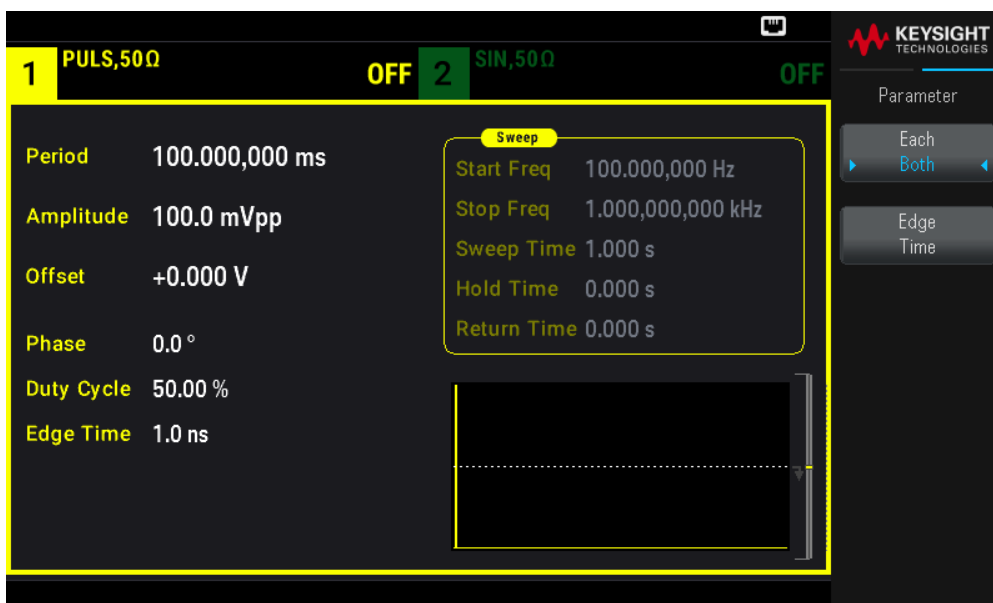 KEYSIGHT
TECHNOLOGIES
1 PULS,50Ω OFF 2 SIN,50Ω OFF
Parameter
Each
Both
Edge
Time
Period 100.000,000 ms
Amplitude 100.0 mVpp
Offset +0.000 V
Phase 0.0 °
Duty Cycle 50.00 %
Edge Time 1.0 ns
Sweep
Start Freq 100.000,000 Hz
Stop Freq 1.000,000,000 kHz
Sweep Time 1.000 s
Hold Time 0.000 s
Return Time 0.000 s